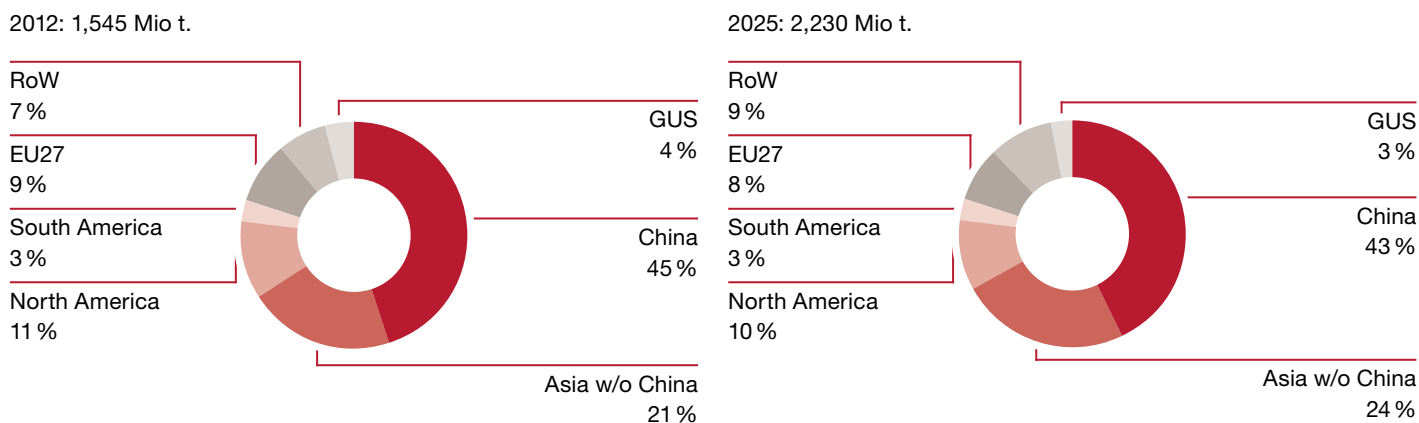 2012: 1,545 Mio t.
RoW
7 %
EU27
9 %
South America
3 %
North America
11 %
GUS
4 %
China
45 %
Asia w/o China
21 %
2025: 2,230 Mio t.
RoW
9 %
EU27
8 %
South America
3 %
North America
10 %
GUS
3 %
China
43 %
Asia w/o China
24 %